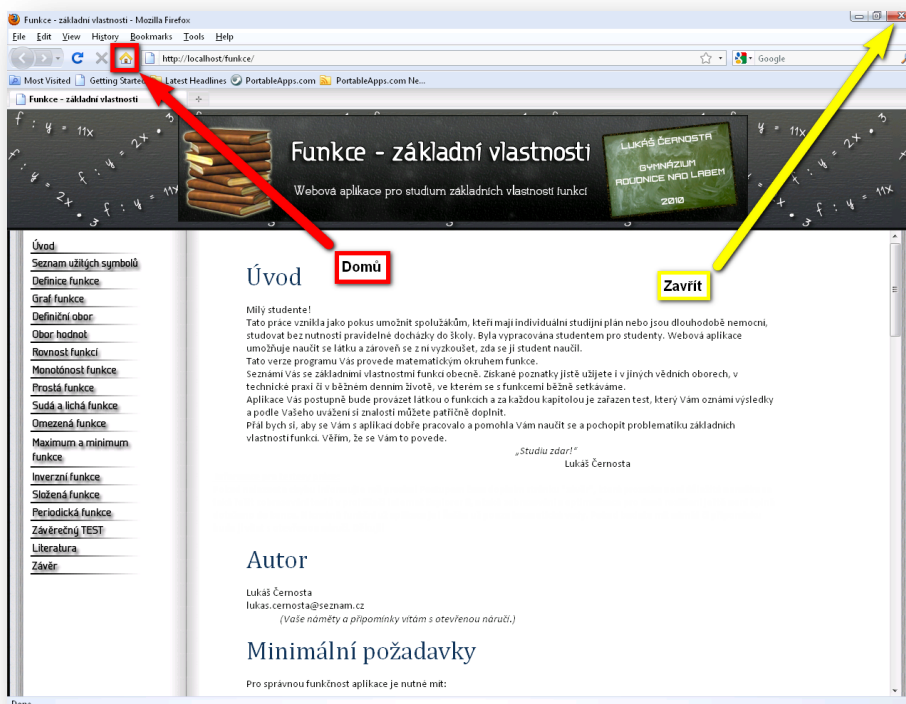 Funkce - základní vlastnosti - Mozilla Firefox
File Edit View History Bookmarks Tools Help
http://localhost/funkce/
Google
Most Visited Getting Started Latest Headlines PortableApps.com PortableApps.com Ne...
Funkce - základní vlastnosti
f : y = 11x
2x
Funkce - základní vlastnosti
Webová aplikace pro studium základních vlastností funkcí
LUKÁŠ ČERNOSTA
GYMNÁZIUM
ROUDNICE NAD LABEM
2010
Domů
Zavřít
Úvod
Seznam užitých symbolů
Definice funkce
Graf funkce
Definiční obor
Obor hodnot
Rovnost funkcí
Monotónost funkce
Prostá funkce
Sudá a lichá funkce
Omezená funkce
Maximum a minimum
funkce
Inverzní funkce
Složená funkce
Periodická funkce
Závěrečný TEST
Literatura
Závěr
Úvod
Milý studente!
Tato práce vznikla jako pokus umožnit spolužákům, kteří mají individuální studijní plán nebo jsou dlouhodobě nemocní,
studovat bez nutnosti pravidelné docházky do školy. Byla vypracována studentem pro studenty. Webová aplikace
umožňuje naučit se látku a zároveň se z ní vyzkoušet, zda se ji student naučil.
Tato verze programu Vás provede matematickým okruhem funkce.
Seznámí Vás se základními vlastnostmi funkcí obecně. Získané poznatky jistě užijete i v jiných vědních oborech, v
technické praxi či v běžném denním životě, ve kterém se s funkcemi běžně setkáváme.
Aplikace Vás postupně bude provázet látkou o funkcích a za každou kapitolou je zařazen test, který Vám oznámí výsledky
a podle Vašeho uvážení si znalosti můžete patřičně doplnit.
Přál bych si, aby se Vám s aplikací dobře pracovalo a pomohla Vám naučit se a pochopit problematiku základních
vlastností funkcí. Věřím, že se Vám to povede.
„Studiu zdar!“
Lukáš Černosta
Autor
Lukáš Černosta
lukas.cernosta@seznam.cz
(Vaše náměty a připomínky vítám s otevřenou náručí.)
Minimální požadavky
Pro správnou funkčnost aplikace je nutné mít: